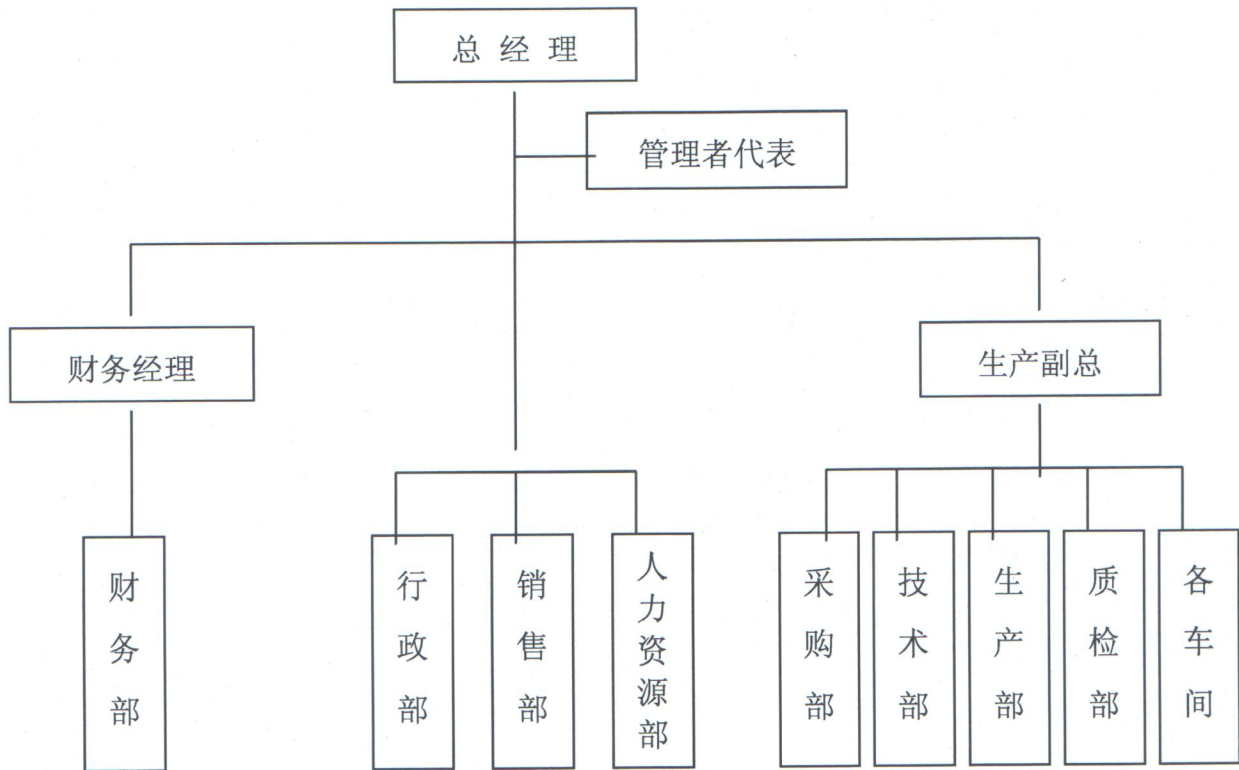 总 经 理
管理者代表
财务经理
生产副总
财务部
行政部
销售部
人力资源部
采购部
技术部
生产部
质检部
各车间